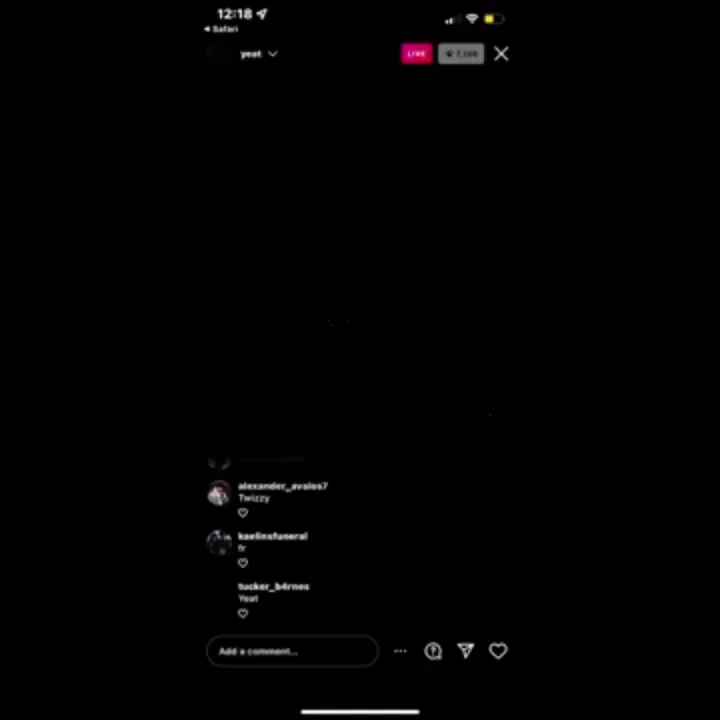 12:18
Safari
yeat
LIVE
alexander_avalos7
Twizzy
kaelinsfuneral
fr
tucker_b4rnes
Yeat
Add a comment...